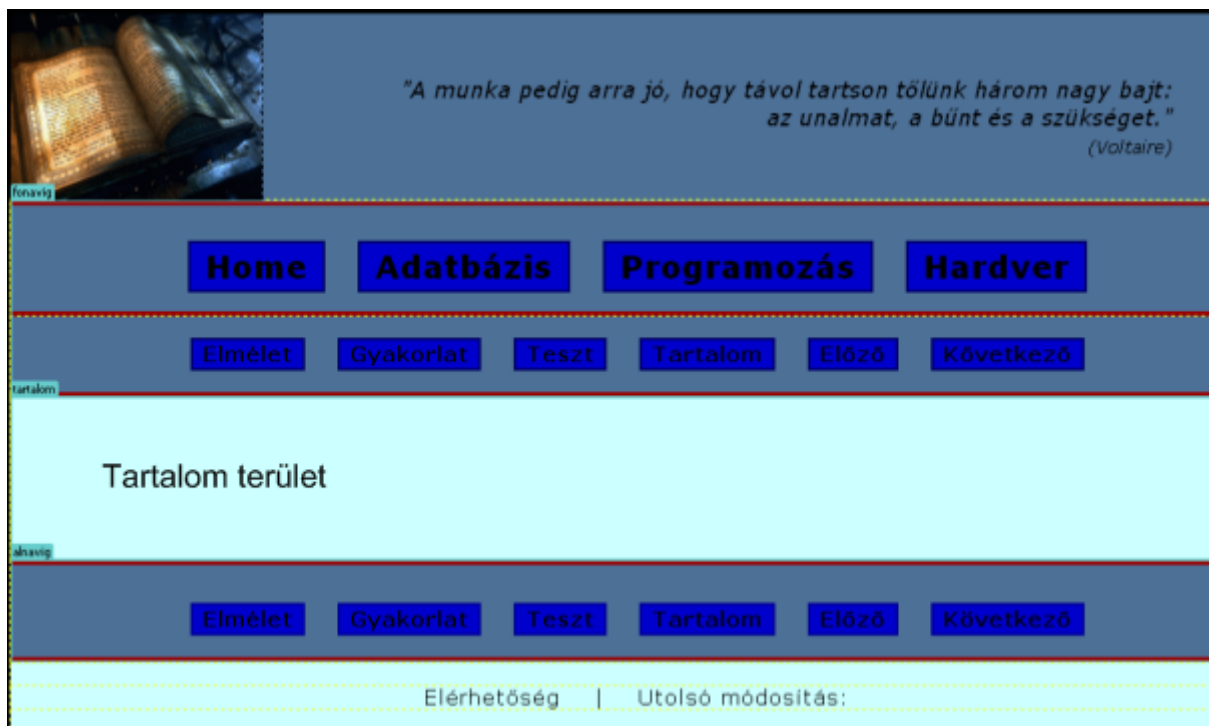 "A munka pedig arra jó, hogy távol tartson tőlünk három nagy bajt:
az unalmat, a bűnt és a szükséget."
(Voltaire)
fonavig
Home Adatbázis Programozás Hardver
Elmélet Gyakorlat Teszt Tartalom Előző Következő
tartalom
Tartalom terület
alnavig
Elmélet Gyakorlat Teszt Tartalom Előző Következő
Elérhetőség | Utolsó módosítás: